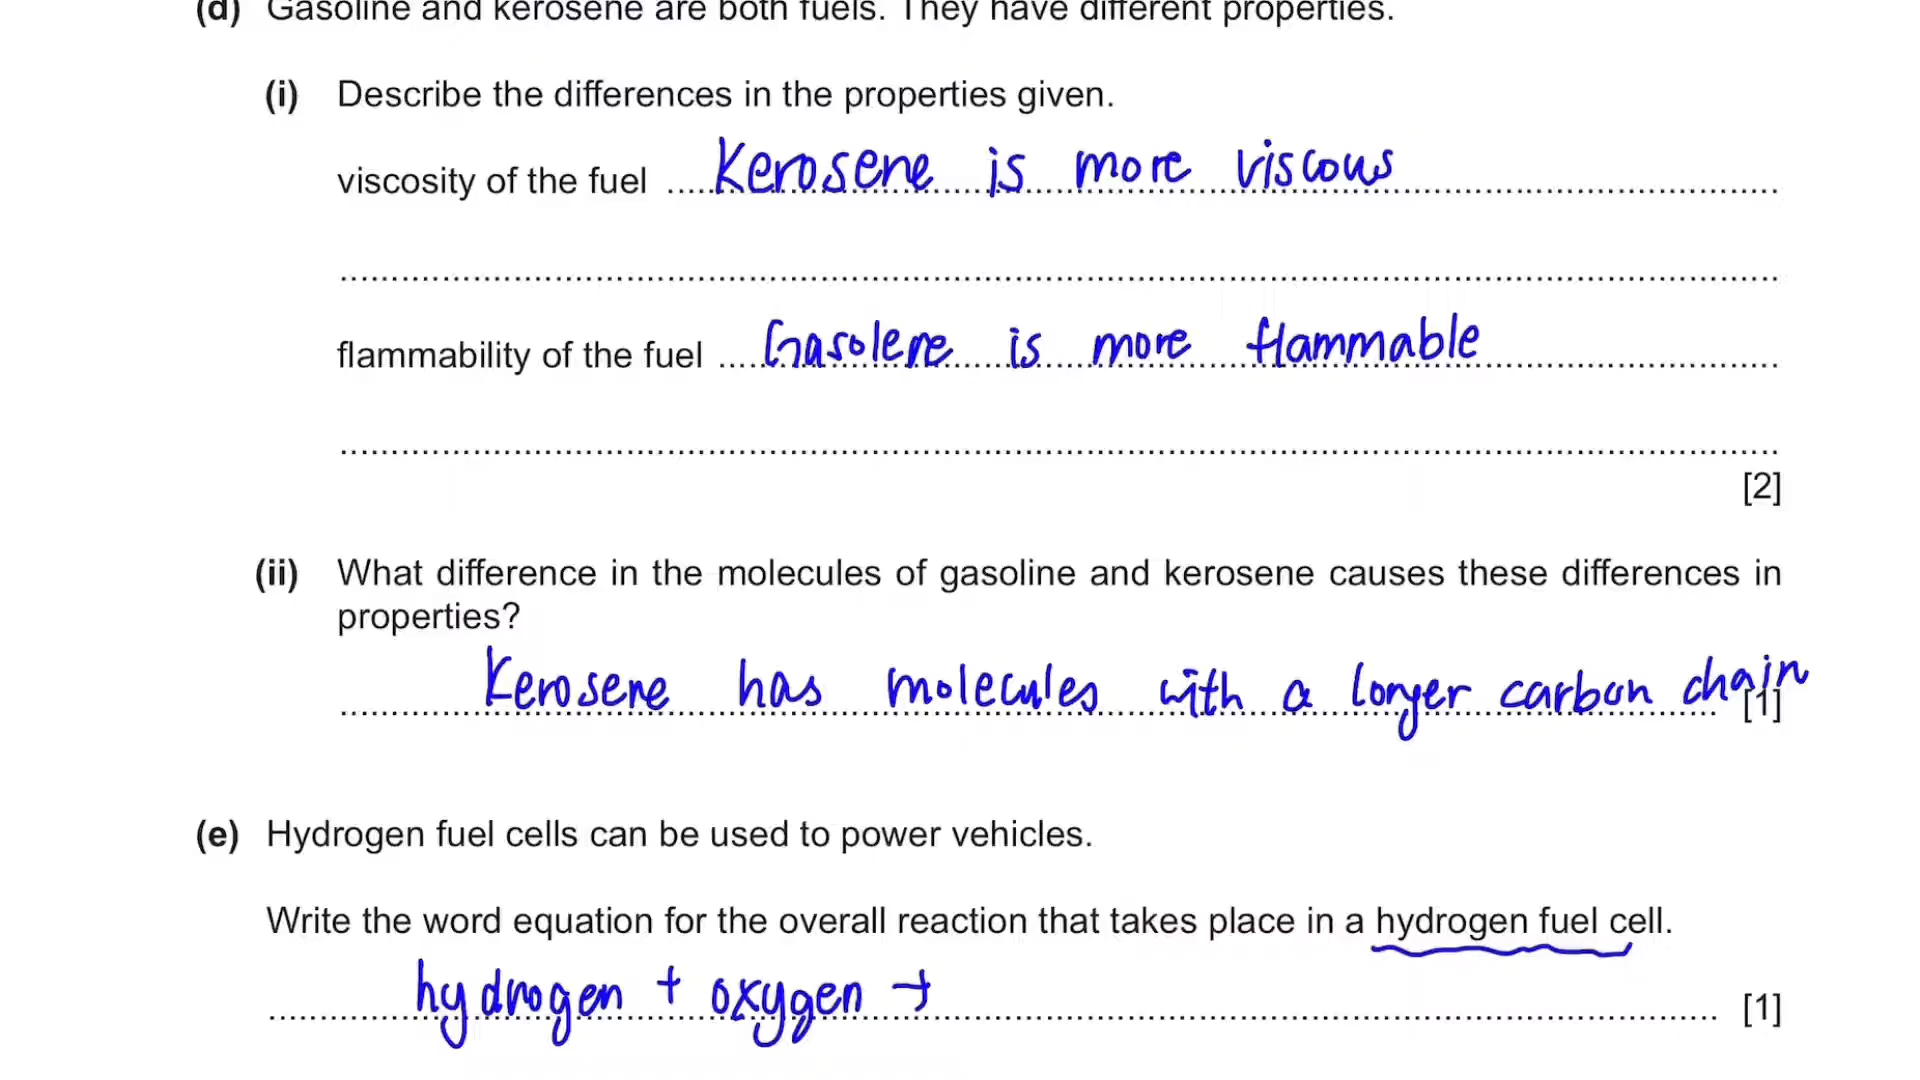 (d) Gasoline and kerosene are both fuels. They have different properties.
(i) Describe the differences in the properties given.
viscosity of the fuel Kerosene is more viscous
flammability of the fuel Gasolene is more flammable
[2]
(ii) What difference in the molecules of gasoline and kerosene causes these differences in
properties?
Kerosene has molecules with a longer carbon chain [1]
(e) Hydrogen fuel cells can be used to power vehicles.
Write the word equation for the overall reaction that takes place in a hydrogen fuel cell.
hydrogen + oxygen → [1]